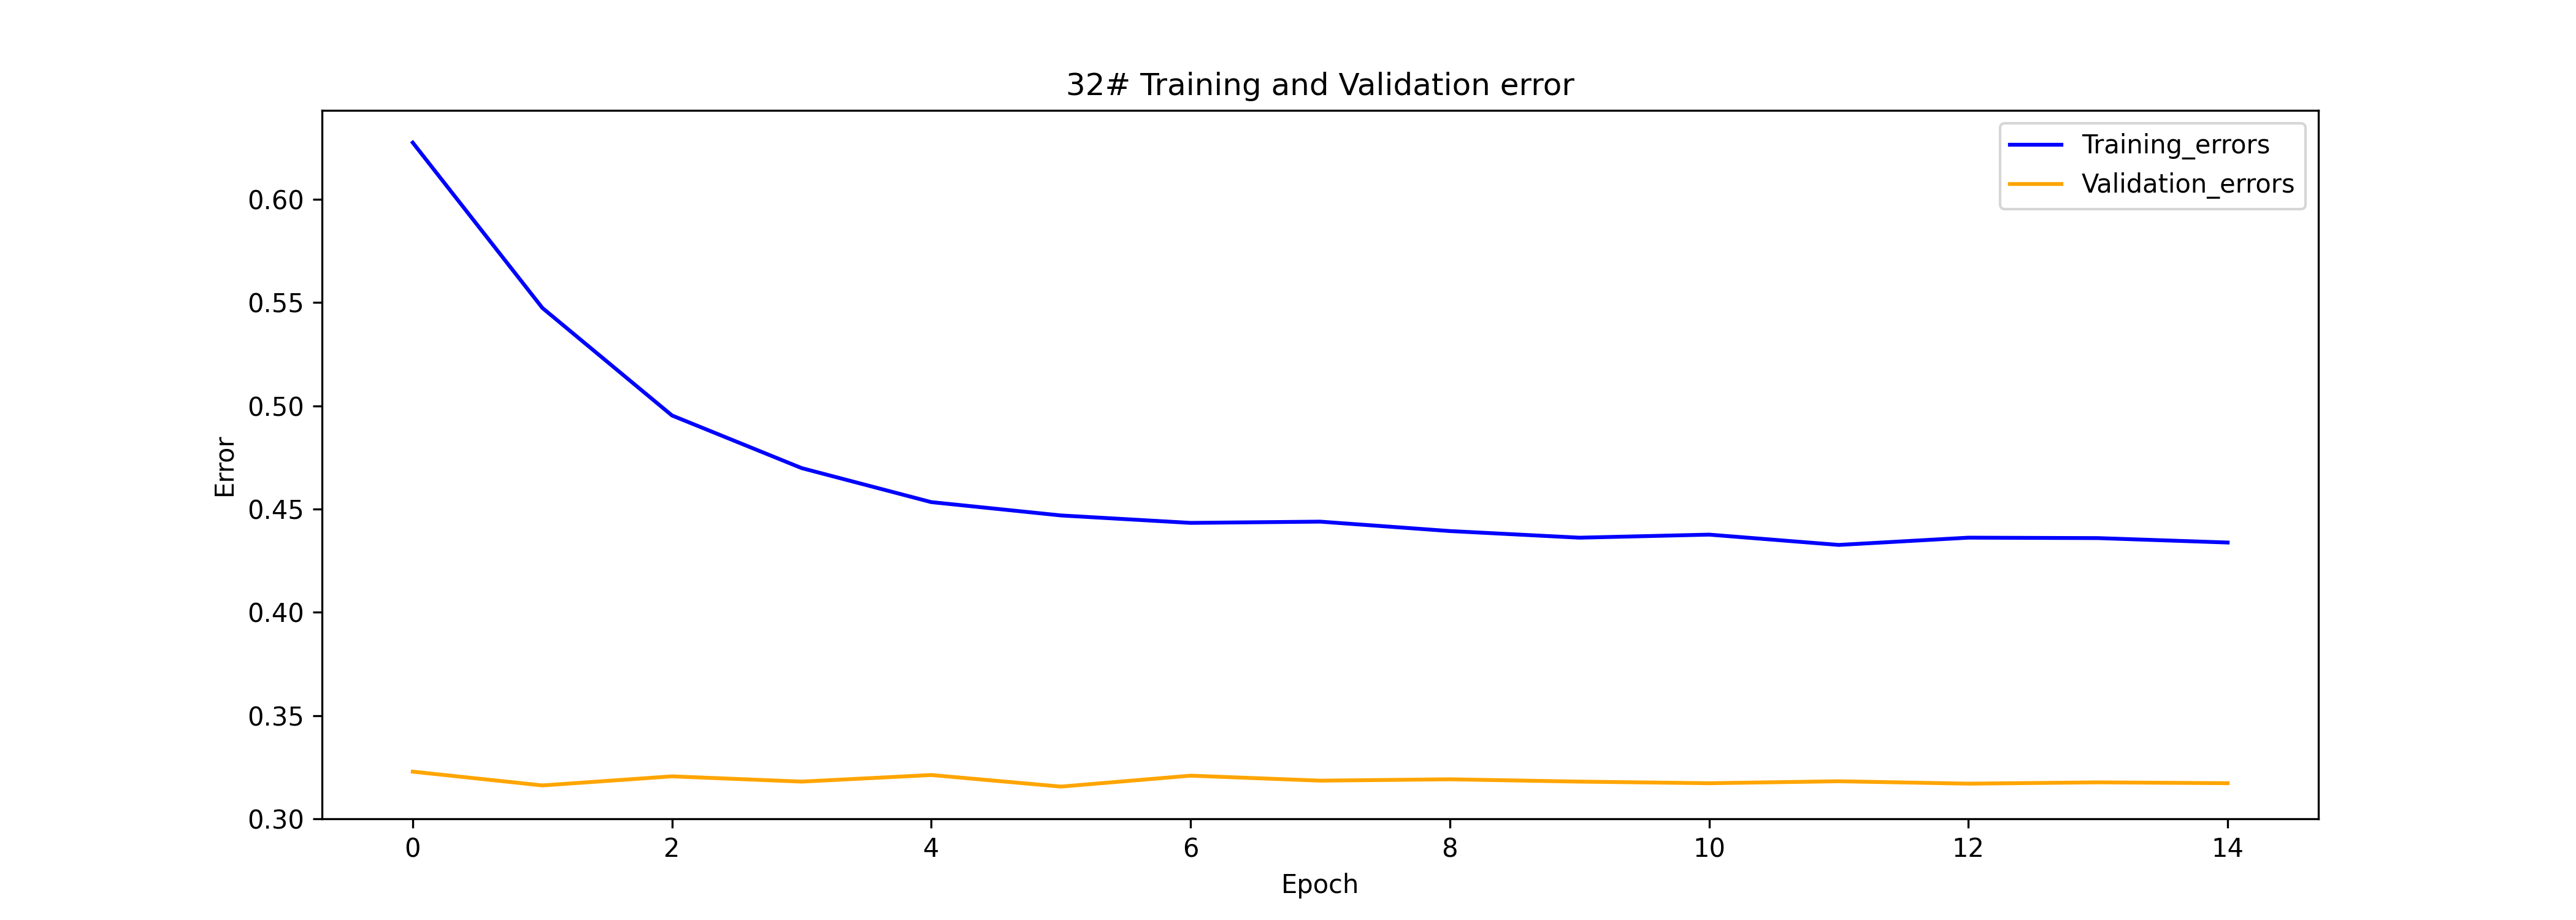 32# Training and Validation error
Training_errors
Validation_errors
0.60
0.55
0.50
0.45
0.40
0.35
0.30
Error
0 2 4 6 8 10 12 14
Epoch